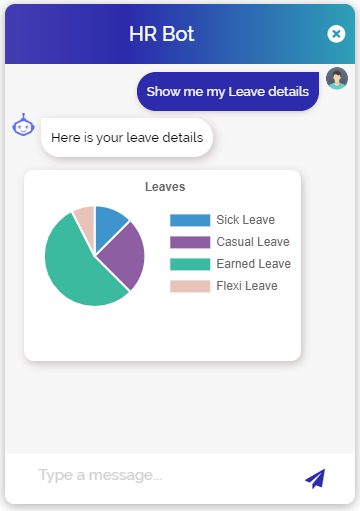 HR Bot
Show me my Leave details
Here is your leave details
Leaves
Sick Leave
Casual Leave
Earned Leave
Flexi Leave
Type a message...